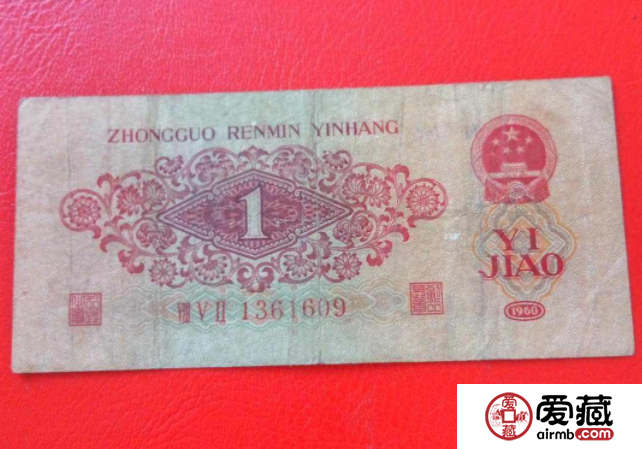 ZHONGGUO RENMIN YINHANG
1
YI
JIAO
Ⅷ Ⅴ Ⅱ 1361609
1960
爱藏
airmb.com